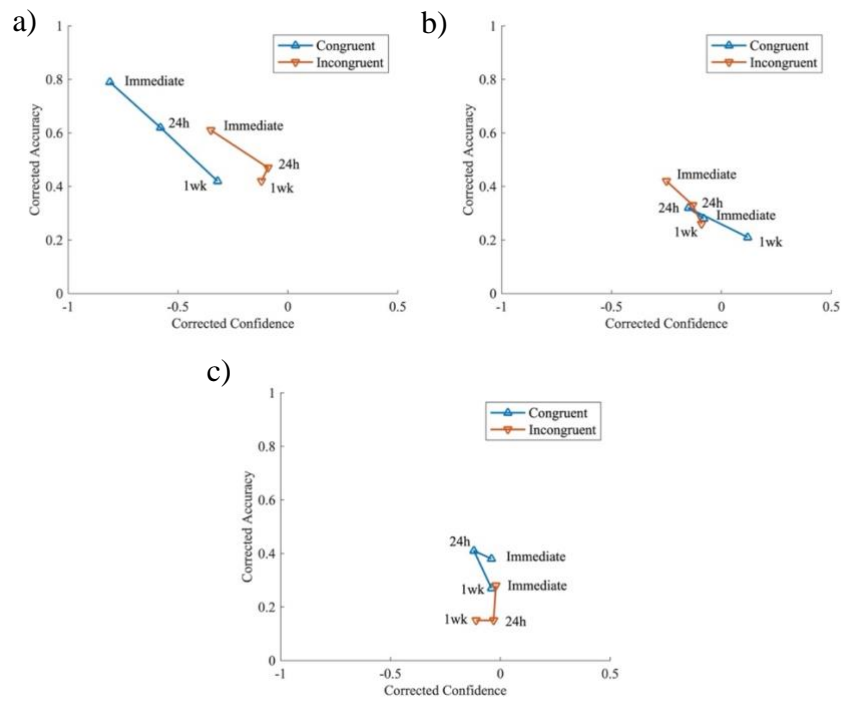 a)
1
0.8
0.6
0.4
0.2
0
-1
-0.5
0
0.5
Corrected Accuracy
Corrected Confidence
Congruent
Incongruent
Immediate
24h
1wk
Immediate
24h
1wk
b)
1
0.8
0.6
0.4
0.2
0
-1
-0.5
0
0.5
Corrected Accuracy
Corrected Confidence
Congruent
Incongruent
Immediate
24h
24h
Immediate
1wk
1wk
c)
1
0.8
0.6
0.4
0.2
0
-1
-0.5
0
0.5
Corrected Accuracy
Corrected Confidence
Congruent
Incongruent
24h
Immediate
1wk
Immediate
1wk
24h